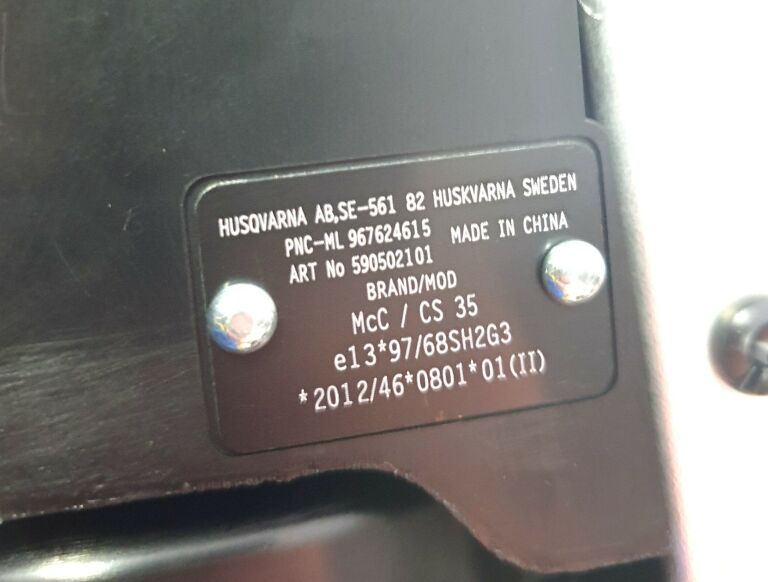 HUSQVARNA AB,SE-561 82 HUSKVARNA SWEDEN
PNC-ML 967624615 MADE IN CHINA
ART No 590502101
BRAND/MOD
McC / CS 35
e13*97/68SH2G3
*2012/46*0801*01(II)